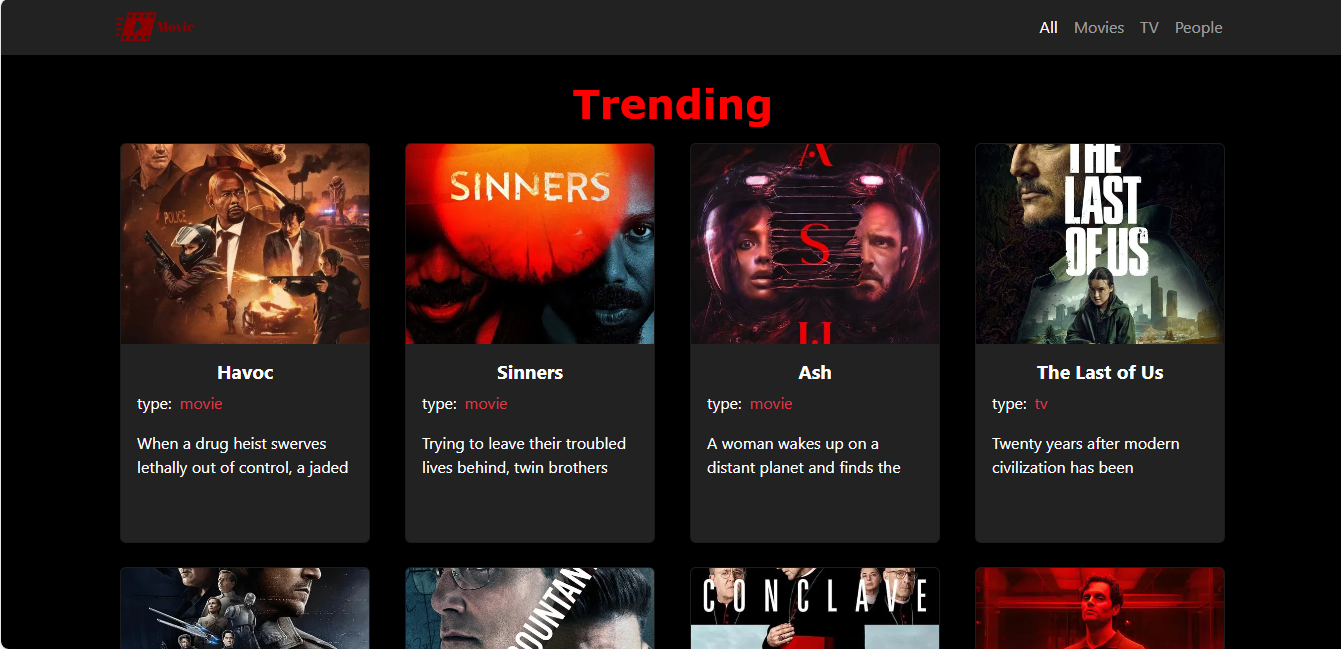 Movie
All Movies TV People
Trending
POLICE
SINNERS
A
S
H
THE
LAST
OF US
Havoc
Sinners
Ash
The Last of Us
type: movie
type: movie
type: movie
type: tv
When a drug heist swerves
lethally out of control, a jaded
Trying to leave their troubled
lives behind, twin brothers
A woman wakes up on a
distant planet and finds the
Twenty years after modern
civilization has been
OUNTAN
CONCLAVE